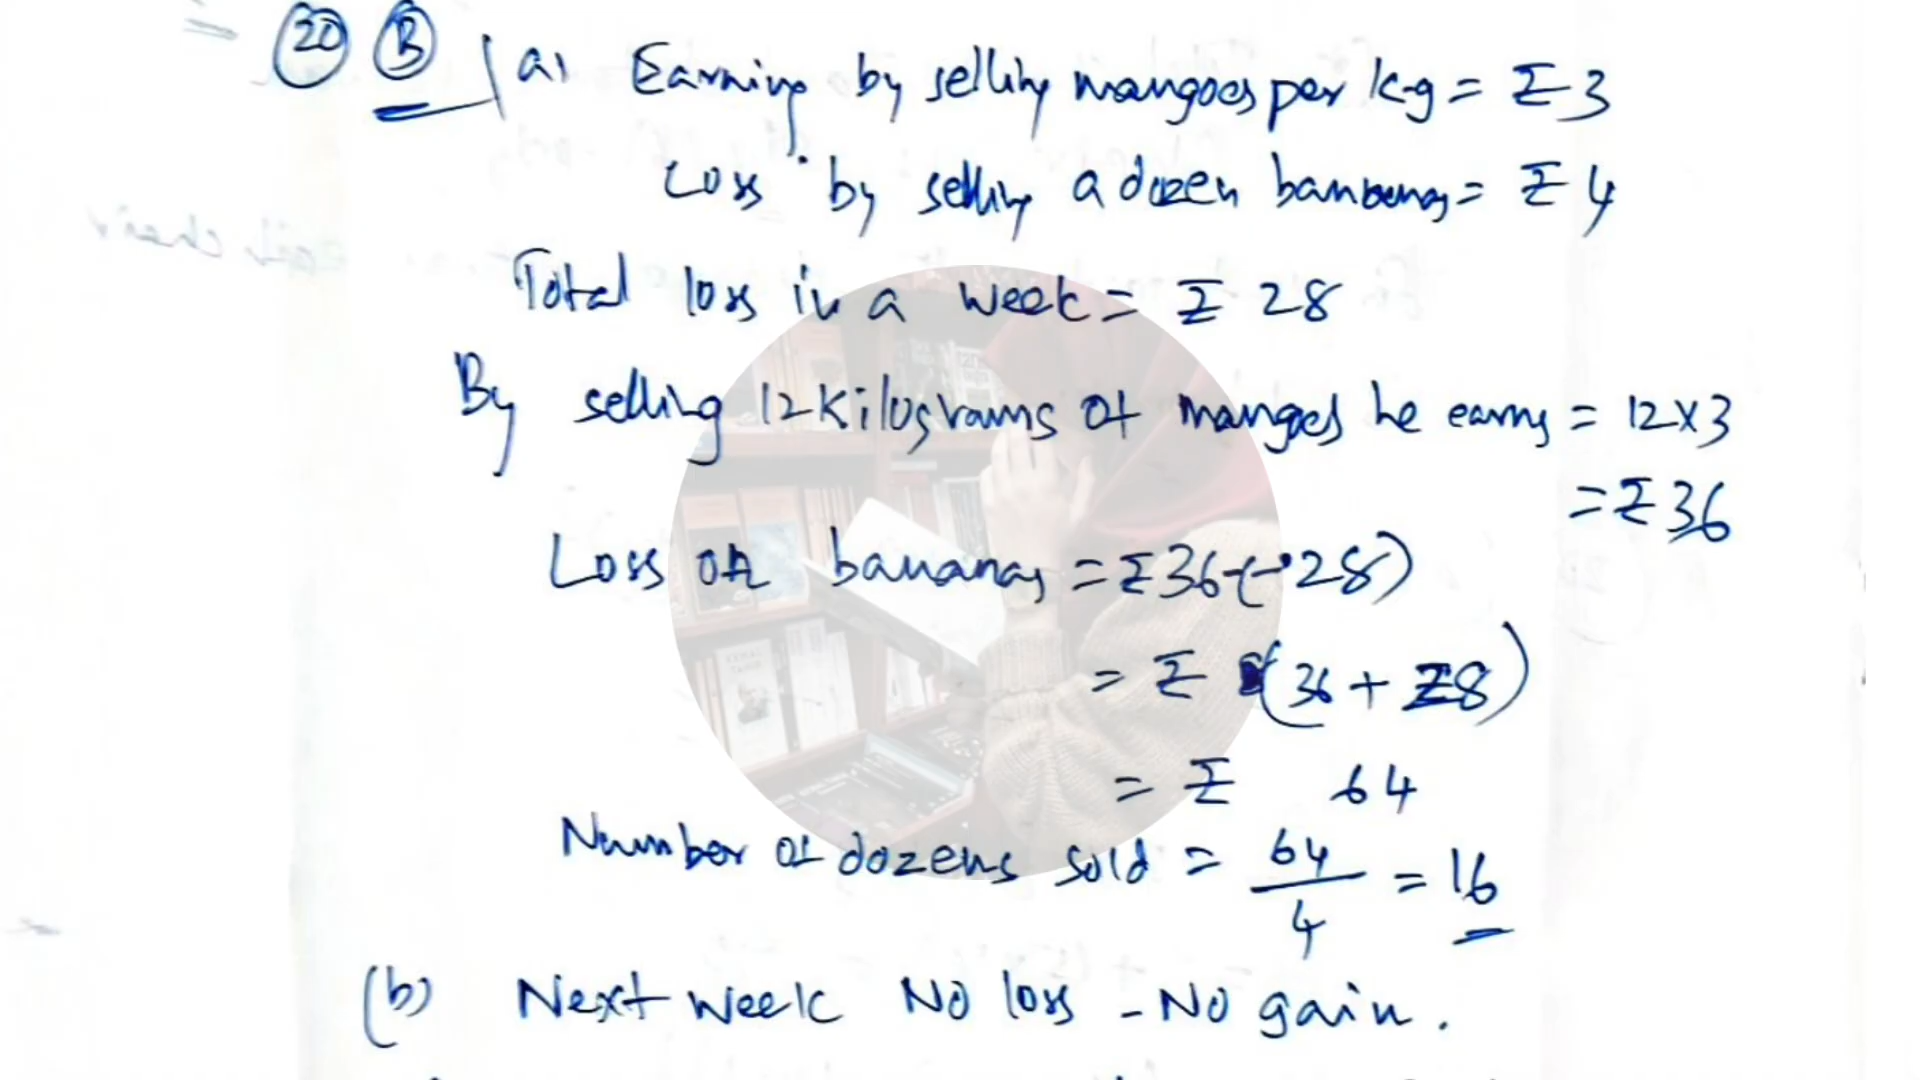 20 B (a) Earning by selling mangoes per kg = ₹ 3
Loss by selling a dozen bananas = ₹ 4
Total loss in a week = ₹ 28
By selling 12 Kilograms of mangoes he earns = 12×3
= ₹ 36
Loss on bananas = ₹ 36-(-28)
= ₹ (36 + 28)
= ₹ 64
Number of dozens sold = 64/4 = 16
(b) Next week No loss - No gain.